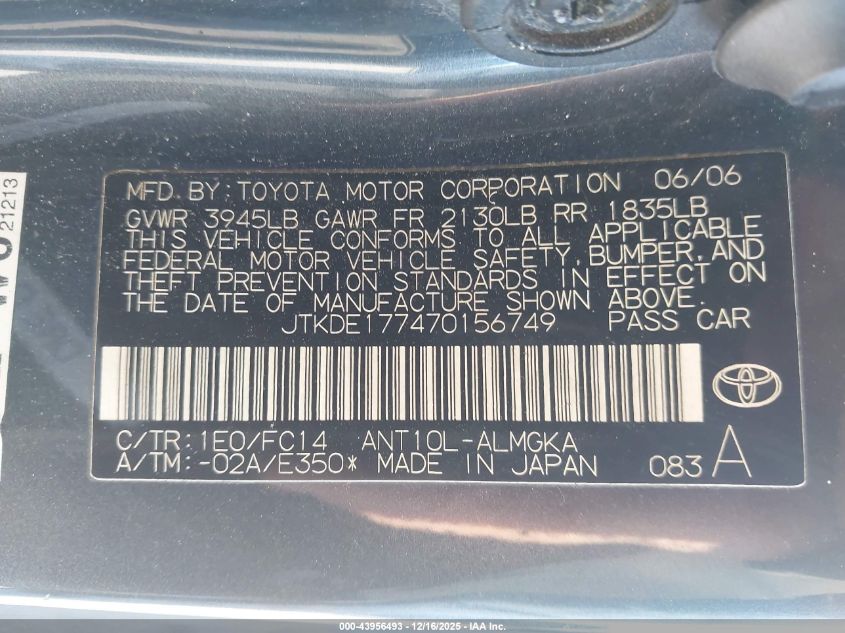 MFD BY: TOYOTA MOTOR CORPORATION 06/06
GVWR 3945LB GAWR FR 2130LB RR 1835LB
THIS VEHICLE CONFORMS TO ALL APPLICABLE
FEDERAL MOTOR VEHICLE SAFETY, BUMPER, AND
THEFT PREVENTION STANDARDS IN EFFECT ON
THE DATE OF MANUFACTURE SHOWN ABOVE.
JTKDE177470156749 PASS CAR
C/TR: 1E0/FC14 ANT10L-ALMGKA
A/TM: -02A/E350* MADE IN JAPAN 083 A
21213
000-43956493 - 12/16/2025 - IAA Inc.